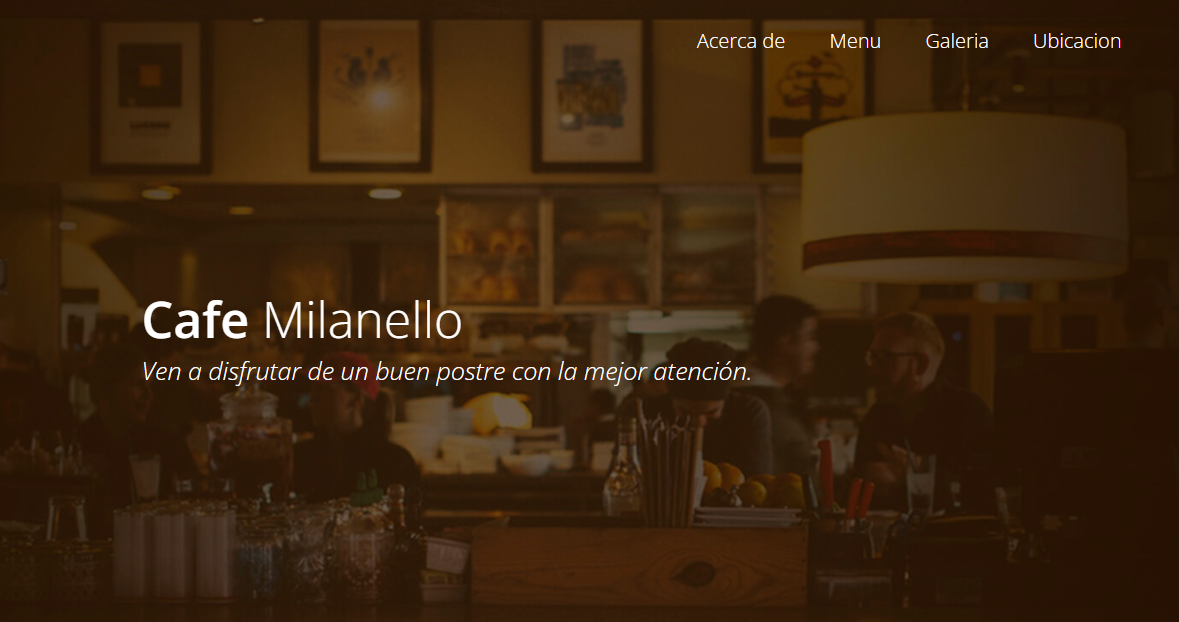 Acerca de Menu Galeria Ubicacion
Cafe Milanello
Ven a disfrutar de un buen postre con la mejor atención.